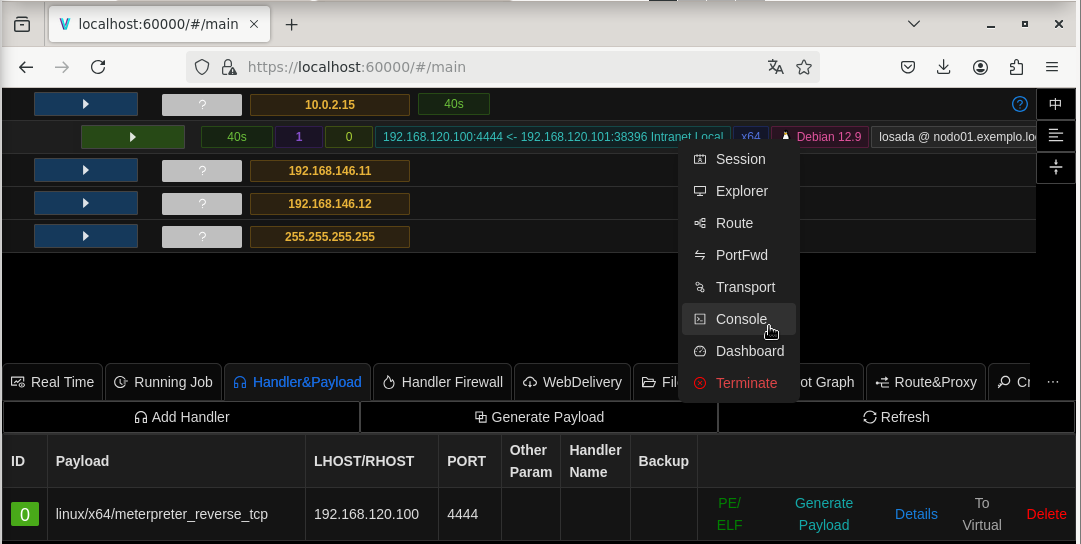 localhost:60000/#/main
https://localhost:60000/#/main
? 10.0.2.15 40s 中
40s 1 0 192.168.120.100:4444 <- 192.168.120.101:38396 Intranet Local x64 Debian 12.9 losada @ nodo01.exemplo.lo
? 192.168.146.11
? 192.168.146.12
? 255.255.255.255
Session
Explorer
Route
PortFwd
Transport
Console
Dashboard
Terminate
Real Time Running Job Handler&Payload Handler Firewall WebDelivery Fil ot Graph Route&Proxy Cr ...
Add Handler Generate Payload Refresh
ID Payload LHOST/RHOST PORT Other Param Handler Name Backup
0 linux/x64/meterpreter_reverse_tcp 192.168.120.100 4444 PE/ELF Generate Payload Details To Virtual Delete